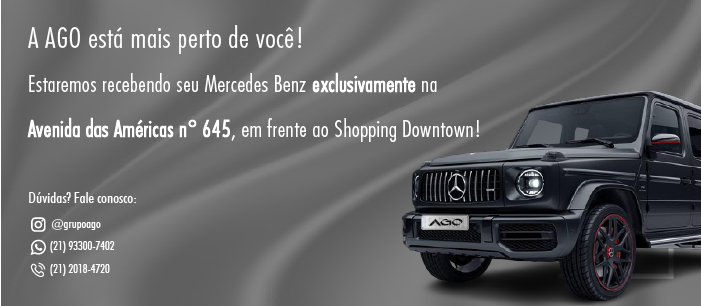 A AGO está mais perto de você!
Estaremos recebendo seu Mercedes Benz exclusivamente na
Avenida das Américas nº 645, em frente ao Shopping Downtown!
Dúvidas? Fale conosco:
@grupoago
(21) 93300-7402
(21) 2018-4720
AGO